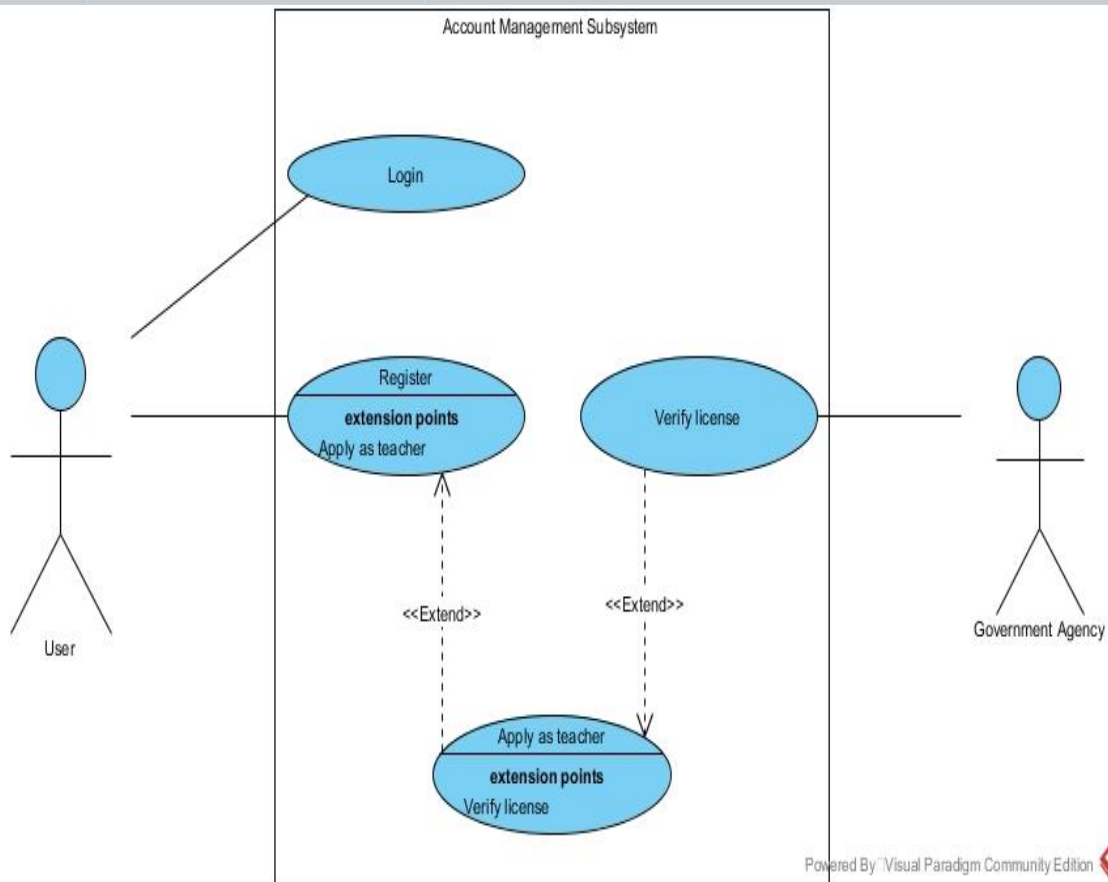 Account Management Subsystem
Login
Register
extension points
Apply as teacher
Verify license
<<Extend>>
<<Extend>>
User
Government Agency
Apply as teacher
extension points
Verify license
Powered By Visual Paradigm Community Edition